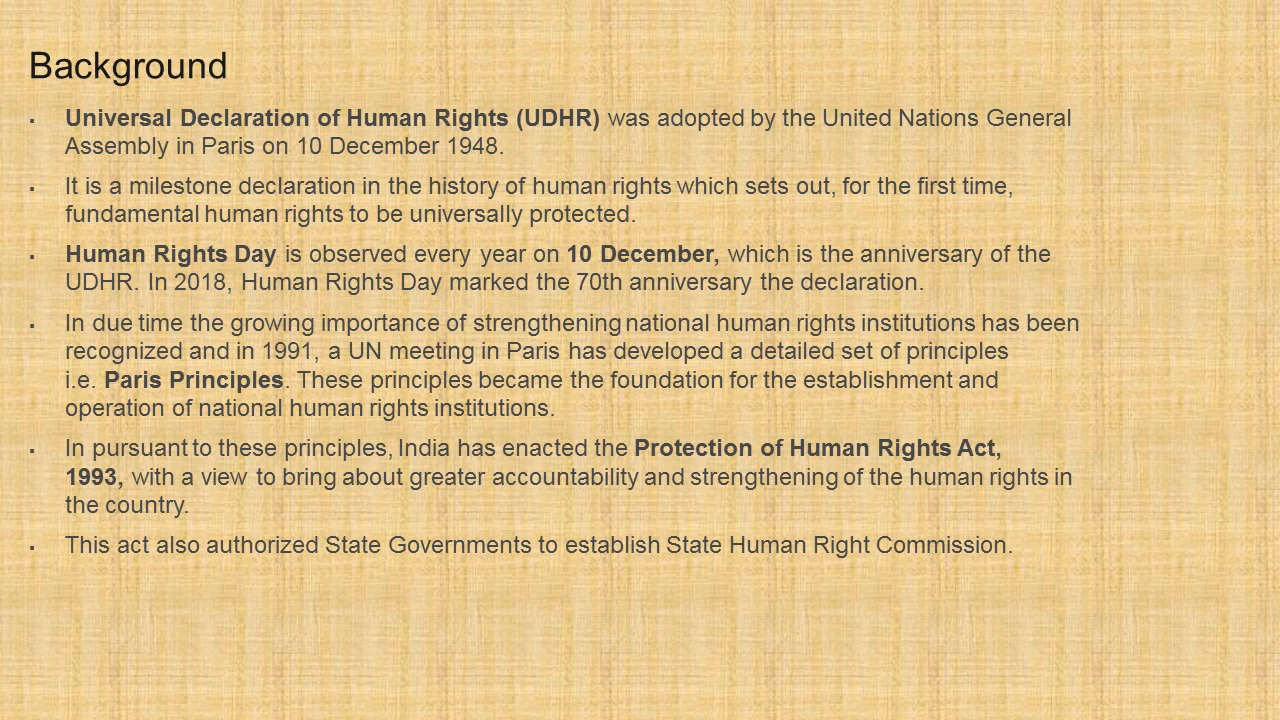 Background
▪ Universal Declaration of Human Rights (UDHR) was adopted by the United Nations General
Assembly in Paris on 10 December 1948.
▪ It is a milestone declaration in the history of human rights which sets out, for the first time,
fundamental human rights to be universally protected.
▪ Human Rights Day is observed every year on 10 December, which is the anniversary of the
UDHR. In 2018, Human Rights Day marked the 70th anniversary the declaration.
▪ In due time the growing importance of strengthening national human rights institutions has been
recognized and in 1991, a UN meeting in Paris has developed a detailed set of principles
i.e. Paris Principles. These principles became the foundation for the establishment and
operation of national human rights institutions.
▪ In pursuant to these principles, India has enacted the Protection of Human Rights Act,
1993, with a view to bring about greater accountability and strengthening of the human rights in
the country.
▪ This act also authorized State Governments to establish State Human Right Commission.